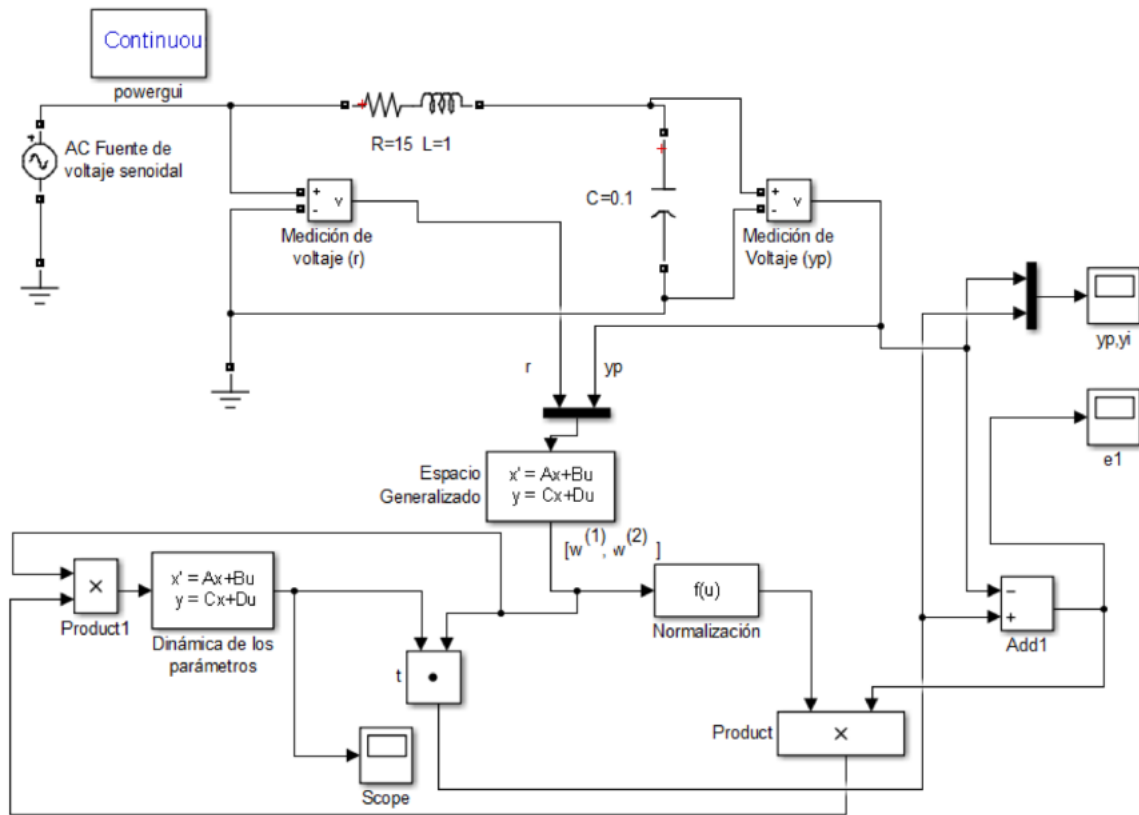 Continuou
powergui
AC Fuente de
voltaje senoidal
R=15 L=1
+
-
v
Medición de
voltaje (r)
C=0.1
+
-
v
Medición de
Voltaje (yp)
yp,yi
r
yp
e1
Espacio
Generalizado
x' = Ax+Bu
y = Cx+Du
[w(1), w(2) ]
×
Product1
x' = Ax+Bu
y = Cx+Du
Dinámica de los
parámetros
f(u)
Normalización
−
+
Add1
t
Product
×
Scope